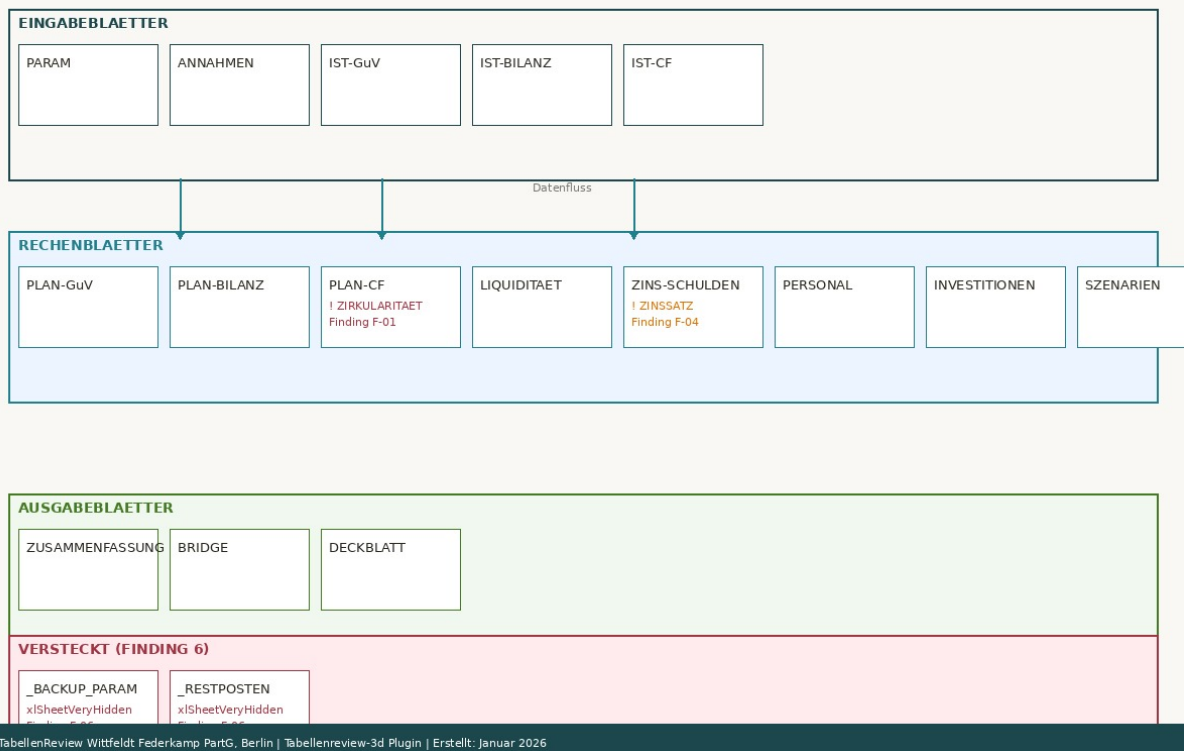 EINGABEBLAETTER
PARAM
ANNAHMEN
IST-GuV
IST-BILANZ
IST-CF
Datenfluss
RECHENBLAETTER
PLAN-GuV
PLAN-BILANZ
PLAN-CF
! ZIRKULARITAET
Finding F-01
LIQUIDITAET
ZINS-SCHULDEN
! ZINSSATZ
Finding F-04
PERSONAL
INVESTITIONEN
SZENARIEN
AUSGABEBLAETTER
ZUSAMMENFASSUNG
BRIDGE
DECKBLATT
VERSTECKT (FINDING 6)
_BACKUP_PARAM
xlSheetVeryHidden
_RESTPOSTEN
xlSheetVeryHidden
TabellenReview Wittfeldt Federkamp PartG, Berlin | Tabellenreview-3d Plugin | Erstellt: Januar 2026